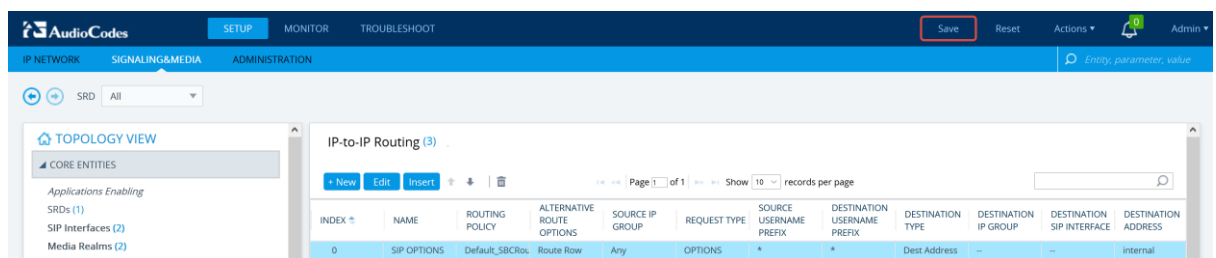 AudioCodes SETUP MONITOR TROUBLESHOOT Save Reset Actions 0 Admin
IP NETWORK SIGNALING&MEDIA ADMINISTRATION Entity, parameter, value
SRD All
TOPOLOGY VIEW
CORE ENTITIES
Applications Enabling
SRDs (1)
SIP Interfaces (2)
Media Realms (2)
IP-to-IP Routing (3)
+ New Edit Insert Page 1 of 1 Show 10 records per page
INDEX NAME ROUTING POLICY ALTERNATIVE ROUTE OPTIONS SOURCE IP GROUP REQUEST TYPE SOURCE USERNAME PREFIX DESTINATION USERNAME PREFIX DESTINATION TYPE DESTINATION IP GROUP DESTINATION SIP INTERFACE DESTINATION ADDRESS
0 SIP OPTIONS Default_SBCRou Route Row Any OPTIONS * * Dest Address -- -- internal